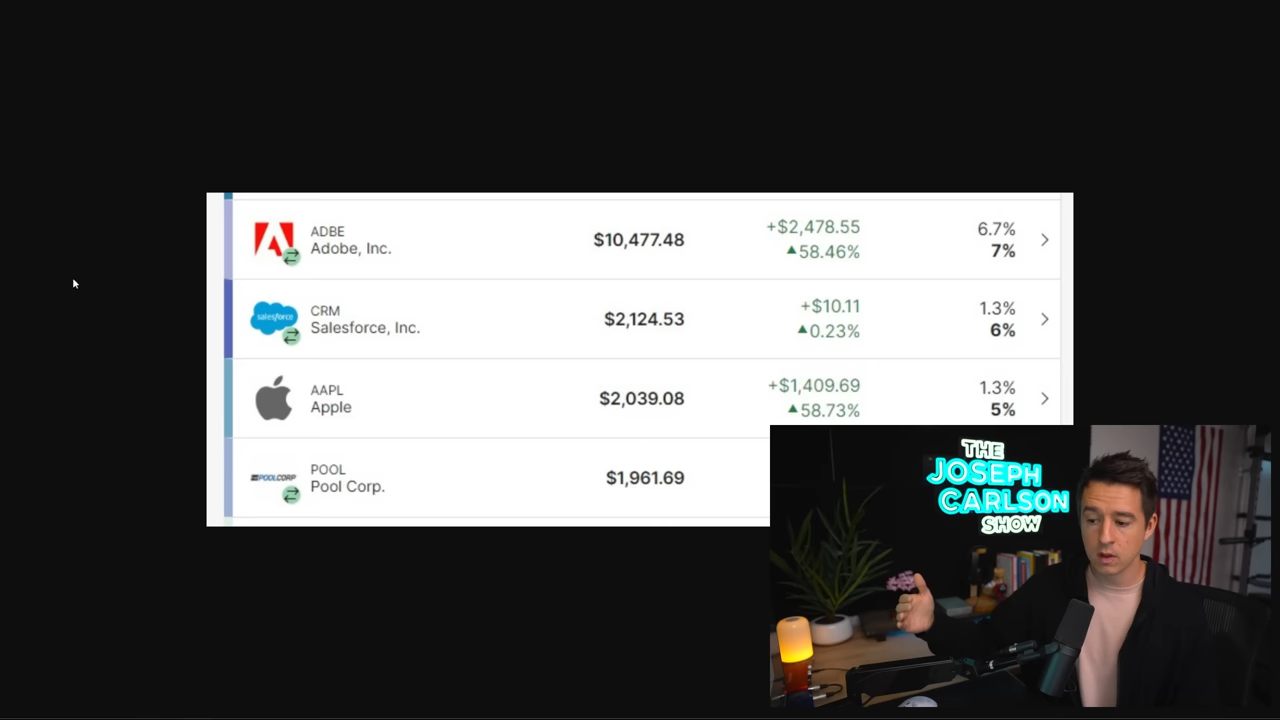 ADBE
Adobe, Inc.
$10,477.48
+$2,478.55
▲58.46%
6.7%
7%
salesforce
CRM
Salesforce, Inc.
$2,124.53
+$10.11
▲0.23%
1.3%
6%
AAPL
Apple
$2,039.08
+$1,409.69
▲58.73%
1.3%
5%
POOLCORP
POOL
Pool Corp.
$1,961.69
THE
JOSEPH
CARLSON
SHOW